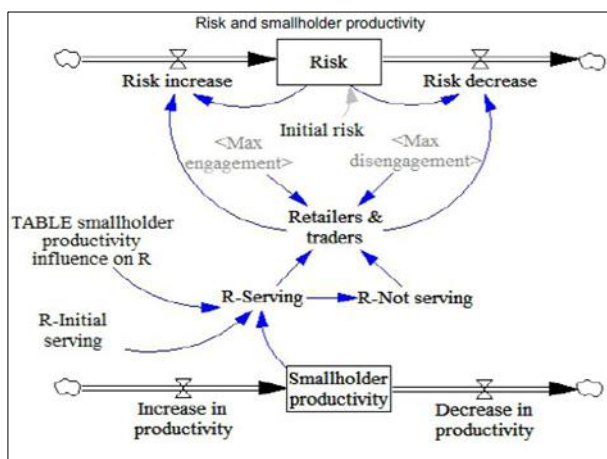 Risk and smallholder productivity
Risk
Risk increase
Risk decrease
Initial risk
<Max
engagement>
<Max
disengagement>
Retailers &
traders
TABLE smallholder
productivity
influence on R
R-Serving
R-Not serving
R-Initial
serving
Smallholder
productivity
Increase in
productivity
Decrease in
productivity